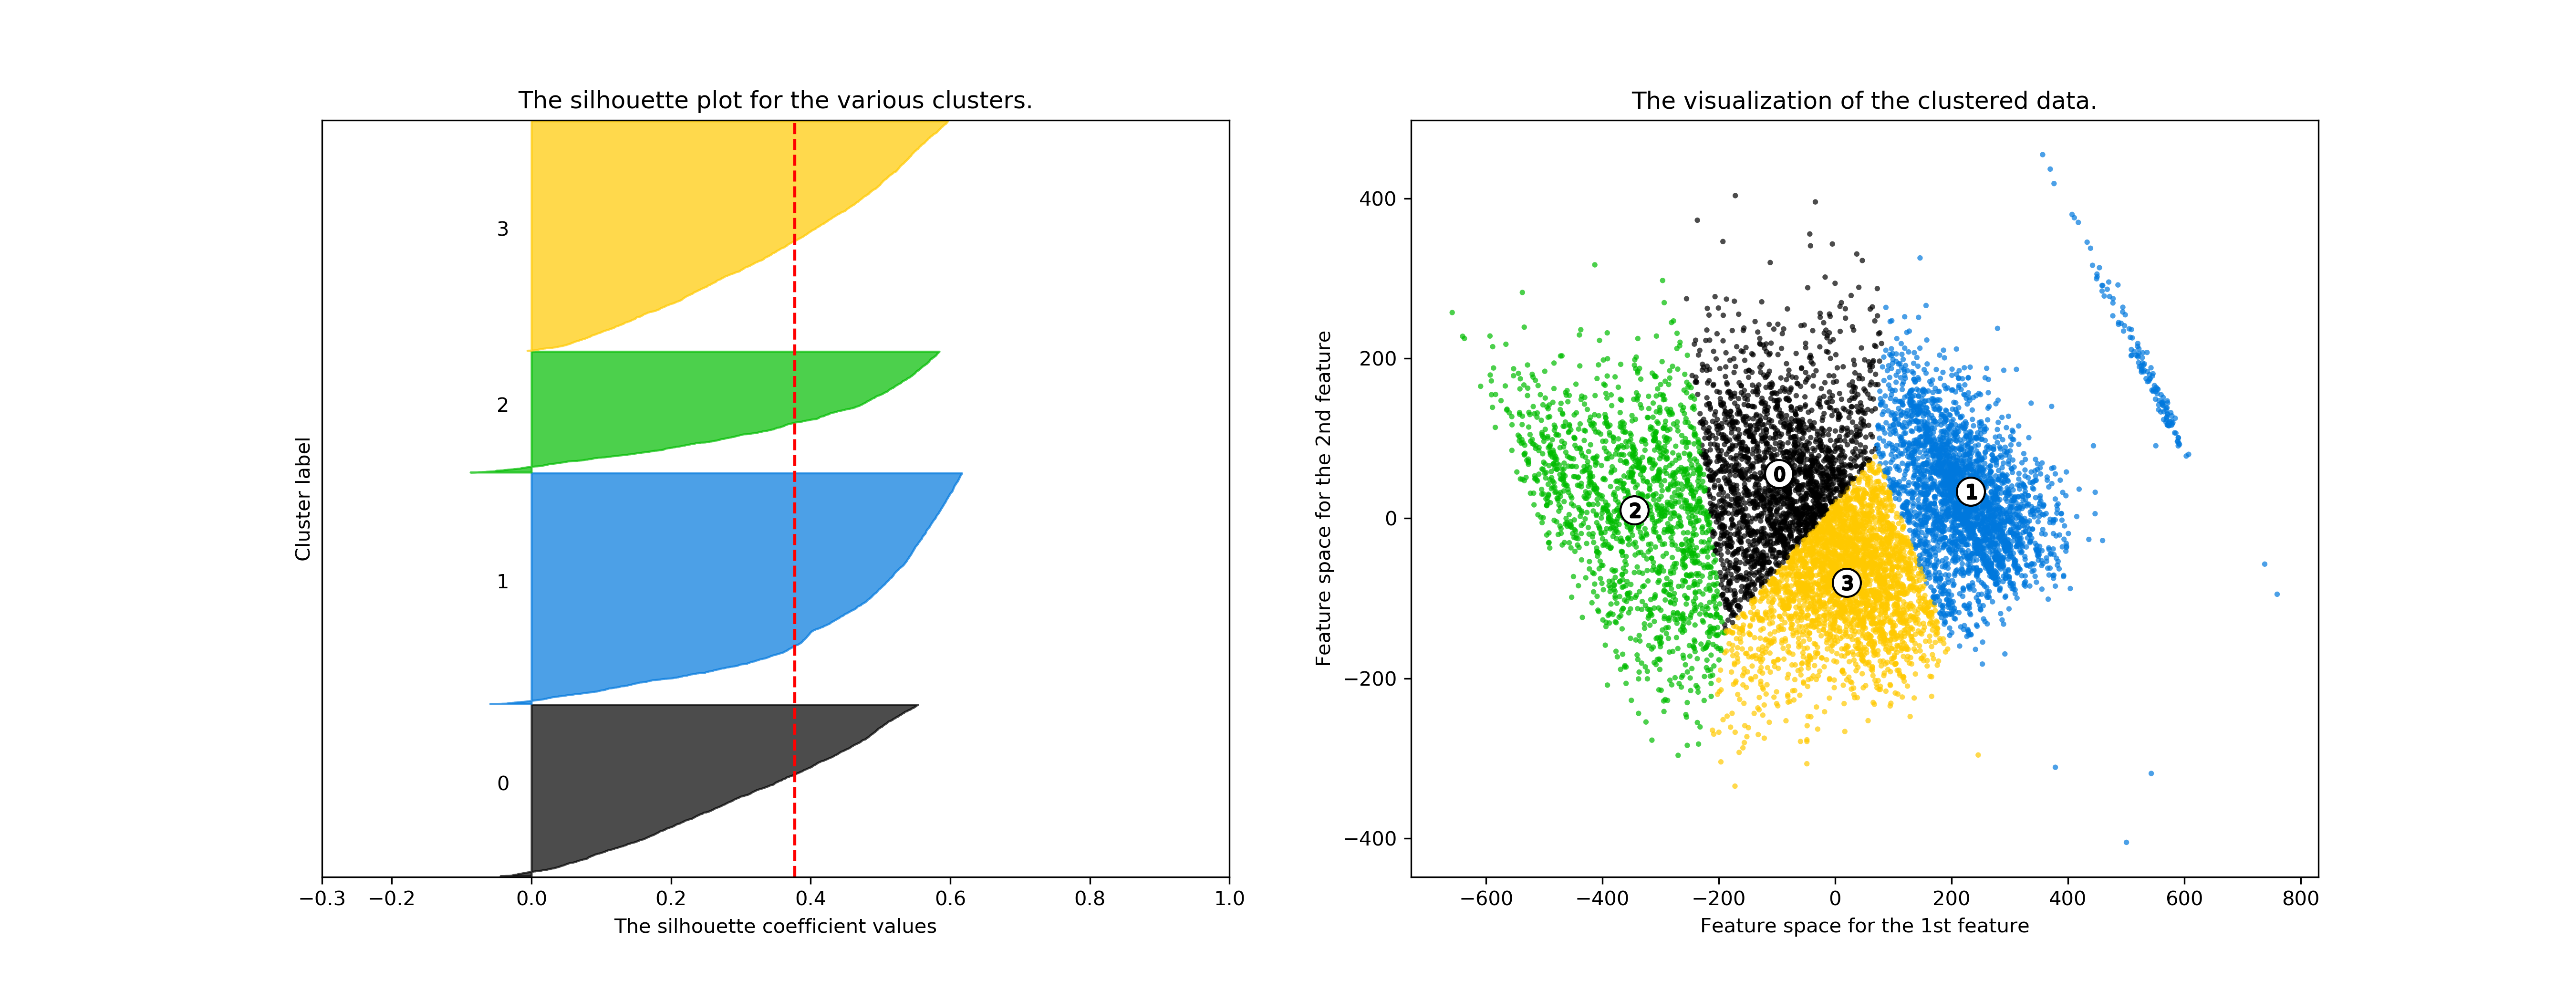 The silhouette plot for the various clusters.
3
2
1
0
Cluster label
−0.3 −0.2 0.0 0.2 0.4 0.6 0.8 1.0
The silhouette coefficient values
The visualization of the clustered data.
400
200
0
−200
−400
Feature space for the 2nd feature
0
1
2
3
−600 −400 −200 0 200 400 600 800
Feature space for the 1st feature